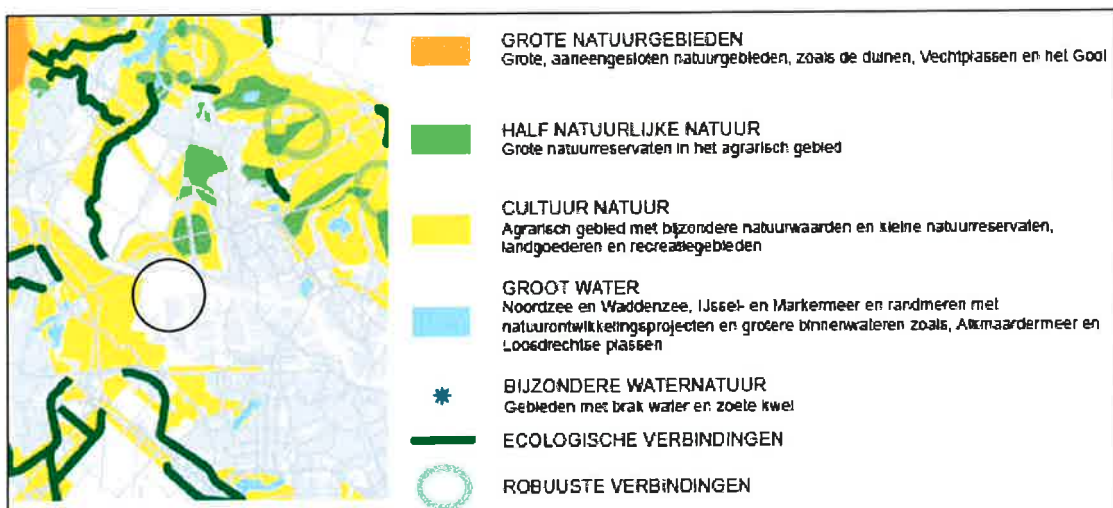 GROTE NATUURGEBIEDEN
Grote, aaneengesloten natuurgebieden, zoals de duinen, Vechtplassen en het Gooi
HALF NATUURLIJKE NATUUR
Grote natuurreservaten in het agrarisch gebied
CULTUUR NATUUR
Agrarisch gebied met bijzondere natuurwaarden en kleine natuurreservaten,
landgoederen en recreatiegebieden
GROOT WATER
Noordzee en Waddenzee, IJssel- en Markermeer en randmeren met
natuurontwikkelingsprojecten en grotere binnenwateren zoals, Alkmaardermeer en
Loosdrechtse plassen
BIJZONDERE WATERNATUUR
Gebieden met brak water en zoete kwel
ECOLOGISCHE VERBINDINGEN
ROBUUSTE VERBINDINGEN